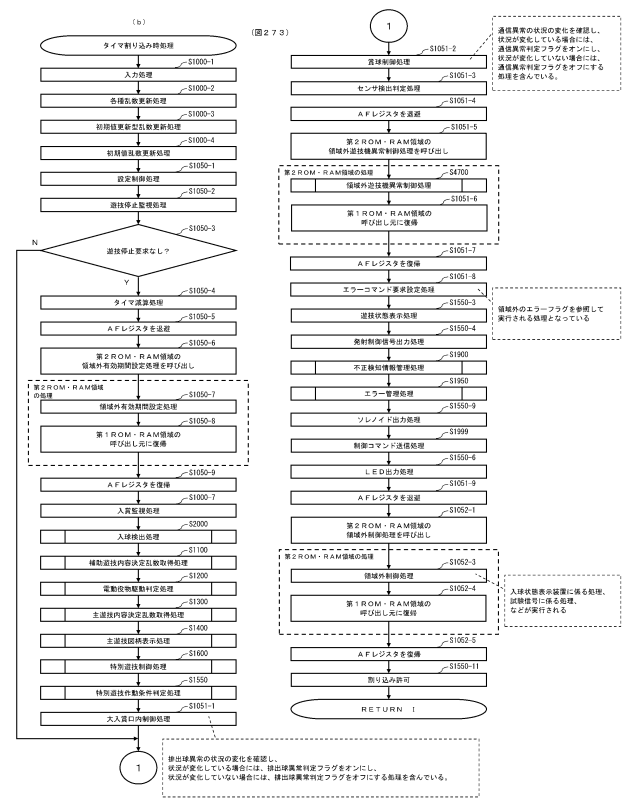 （図２７３）
（ｂ）
タイマ割り込み時処理
S1000-1
入力処理
S1000-2
各種乱数更新処理
S1000-3
初期値更新型乱数更新処理
S1000-4
初期値乱数更新処理
S1050-1
設定制御処理
S1050-2
遊技停止監視処理
S1050-3
遊技停止要求なし？
N
Y
S1050-4
タイマ減算処理
S1050-5
ＡＦレジスタを退避
S1050-6
第２ＲＯＭ・ＲＡＭ領域の
領域外有効期間設定処理を呼び出し
第２ＲＯＭ・ＲＡＭ領域
の処理
S1050-7
領域外有効期間設定処理
S1050-8
第１ＲＯＭ・ＲＡＭ領域の
呼び出し元に復帰
S1050-9
ＡＦレジスタを復帰
S1000-7
入賞監視処理
S2000
入球検出処理
S1100
補助遊技内容決定乱数取得処理
S1200
電動役物駆動判定処理
S1300
主遊技内容決定乱数取得処理
S1400
主遊技図柄表示処理
S1600
特別遊技制御処理
S1550
特別遊技作動条件判定処理
S1051-1
大入賞口内制御処理
1
排出球異常の状況の変化を確認し、
状況が変化している場合には、排出球異常判定フラグをオンにし、
状況が変化していない場合には、排出球異常判定フラグをオフにする処理を含んでいる。
1
S1051-2
賞球制御処理
通信異常の状況の変化を確認し、
状況が変化している場合には、
通信異常判定フラグをオンにし、
状況が変化していない場合には、
通信異常判定フラグをオフにする
処理を含んでいる。
S1051-3
センサ検出判定処理
S1051-4
ＡＦレジスタを退避
S1051-5
第２ＲＯＭ・ＲＡＭ領域の
領域外遊技機異常制御処理を呼び出し
第２ＲＯＭ・ＲＡＭ領域の処理
S4700
領域外遊技機異常制御処理
S1051-6
第１ＲＯＭ・ＲＡＭ領域の
呼び出し元に復帰
S1051-7
ＡＦレジスタを復帰
S1051-8
エラーコマンド要求設定処理
領域外のエラーフラグを参照して
実行される処理となっている
S1550-3
遊技状態表示処理
S1550-4
発射制御信号出力処理
S1900
不正検知情報管理処理
S1950
エラー管理処理
S1550-9
ソレノイド出力処理
S1999
制御コマンド送信処理
S1550-6
ＬＥＤ出力処理
S1051-9
ＡＦレジスタを退避
S1052-1
第２ＲＯＭ・ＲＡＭ領域の
領域外制御処理を呼び出し
第２ＲＯＭ・ＲＡＭ領域の処理
S1052-3
領域外制御処理
S1052-4
第１ＲＯＭ・ＲＡＭ領域の
呼び出し元に復帰
入球状態表示装置に係る処理、
試験信号に係る処理、
などが実行される
S1052-5
ＡＦレジスタを復帰
S1550-11
割り込み許可
ＲＥＴＵＲＮ　Ｉ